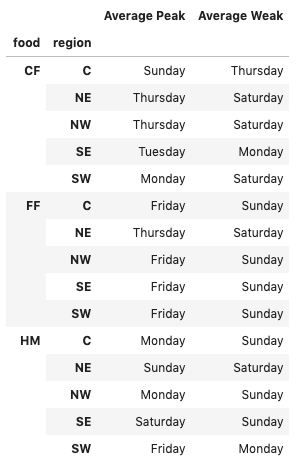 Average Peak Average Weak
food region
CF C Sunday Thursday
NE Thursday Saturday
NW Thursday Saturday
SE Tuesday Monday
SW Monday Saturday
FF C Friday Sunday
NE Thursday Saturday
NW Friday Sunday
SE Friday Sunday
SW Friday Sunday
HM C Monday Sunday
NE Sunday Saturday
NW Monday Sunday
SE Saturday Sunday
SW Friday Monday